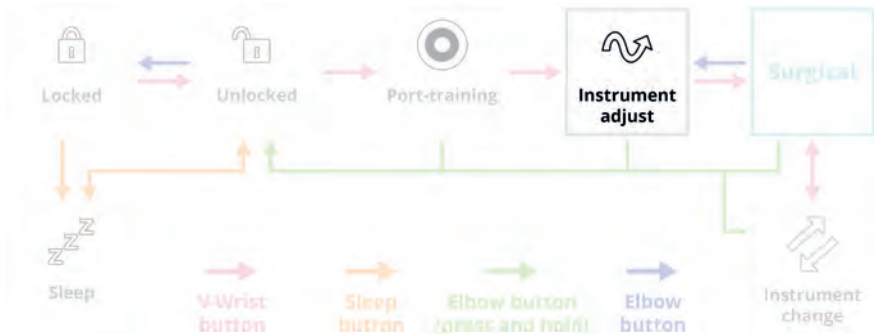 Locked
Unlocked
Port-training
Instrument
adjust
Surgical
Sleep
V-Wrist
button
Sleep
button
Elbow button
(press and hold)
Elbow
button
Instrument
change